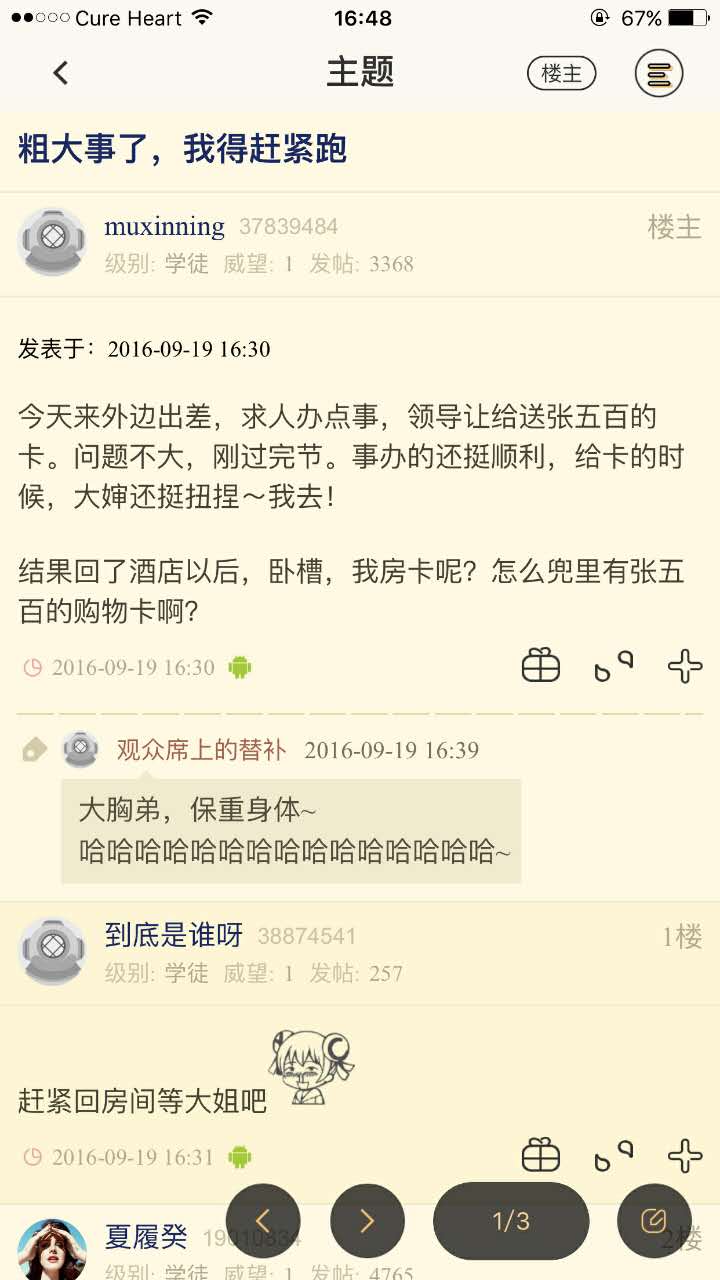 Cure Heart 16:48 67%
主题 楼主
粗大事了，我得赶紧跑
muxinning 37839484 楼主
级别: 学徒 威望: 1 发帖: 3368
发表于：2016-09-19 16:30
今天来外边出差，求人办点事，领导让给送张五百的
卡。问题不大，刚过完节。事办的还挺顺利，给卡的时
候，大婶还挺扭捏～我去！
结果回了酒店以后，卧槽，我房卡呢？怎么兜里有张五
百的购物卡啊？
2016-09-19 16:30
观众席上的替补 2016-09-19 16:39
大胸弟，保重身体~
哈哈哈哈哈哈哈哈哈哈哈哈哈哈哈~
到底是谁呀 38874541 1楼
级别: 学徒 威望: 1 发帖: 257
赶紧回房间等大姐吧
2016-09-19 16:31
夏履癸 19010834 2楼
级别: 学徒 威望: 1 发帖: 4765
1/3